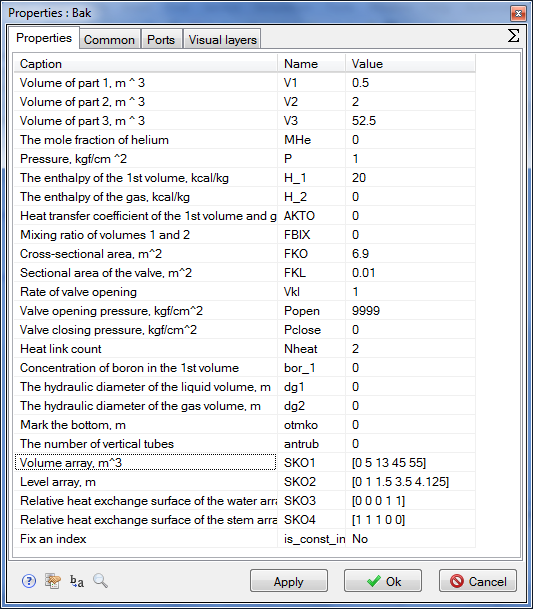 Properties : Bak
Properties Common Ports Visual layers Σ
Caption Name Value
Volume of part 1, m ^ 3 V1 0.5
Volume of part 2, m ^ 3 V2 2
Volume of part 3, m ^ 3 V3 52.5
The mole fraction of helium MHe 0
Pressure, kgf/cm ^2 P 1
The enthalpy of the 1st volume, kcal/kg H_1 20
The enthalpy of the gas, kcal/kg H_2 0
Heat transfer coefficient of the 1st volume and g AKTO 0
Mixing ratio of volumes 1 and 2 FBIX 0
Cross-sectional area, m^2 FKO 6.9
Sectional area of the valve, m^2 FKL 0.01
Rate of valve opening Vkl 1
Valve opening pressure, kgf/cm^2 Popen 9999
Valve closing pressure, kgf/cm^2 Pclose 0
Heat link count Nheat 2
Concentration of boron in the 1st volume bor_1 0
The hydraulic diameter of the liquid volume, m dg1 0
The hydraulic diameter of the gas volume, m dg2 0
Mark the bottom, m otmko 0
The number of vertical tubes antrub 0
Volume array, m^3 SKO1 [0 5 13 45 55]
Level array, m SKO2 [0 1 1.5 3.5 4.125]
Relative heat exchange surface of the water arra SKO3 [0 0 0 1 1]
Relative heat exchange surface of the stem arra SKO4 [1 1 1 0 0]
Fix an index is_const_in No
Apply Ok Cancel